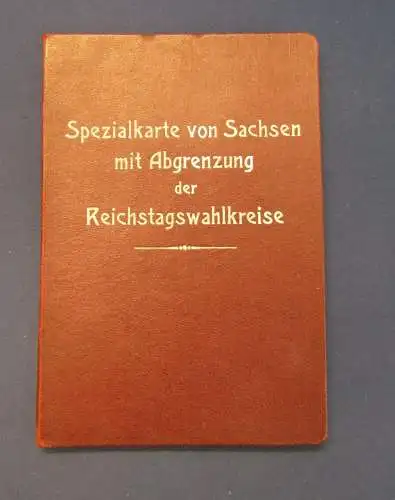 Spezialkarte von Sachsen
mit Abgrenzung
der
Reichstagswahlkreise